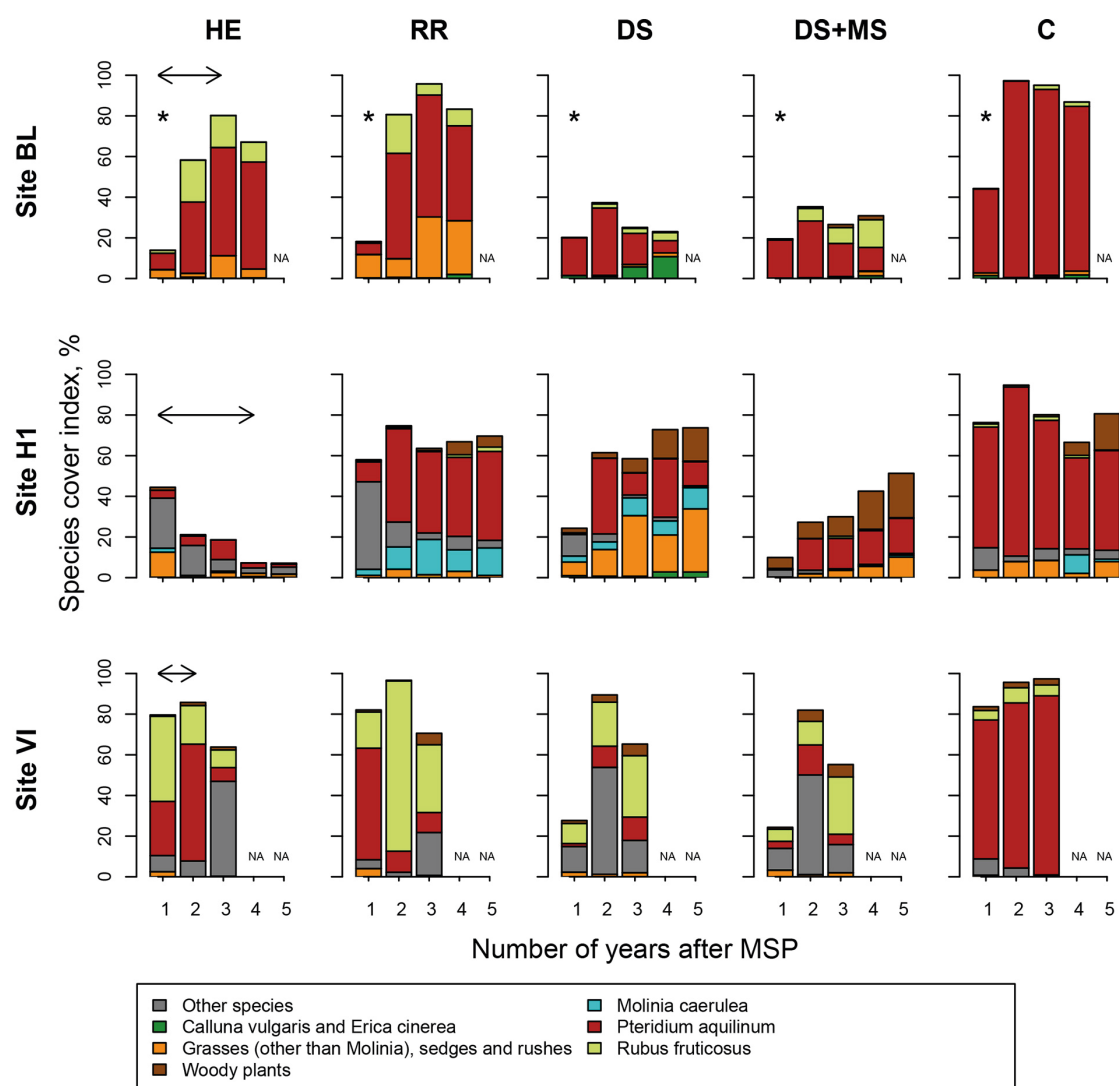 HE RR DS DS+MS C
Site BL
100
80
60
40
20
0
* * * * *
NA NA NA NA NA
Species cover index, %
Site H1
100
80
60
40
20
0
Site VI
100
80
60
40
20
0
NA NA NA NA NA NA NA NA NA NA
1 2 3 4 5 1 2 3 4 5 1 2 3 4 5 1 2 3 4 5 1 2 3 4 5
Number of years after MSP
Other species
Calluna vulgaris and Erica cinerea
Grasses (other than Molinia), sedges and rushes
Woody plants
Molinia caerulea
Pteridium aquilinum
Rubus fruticosus